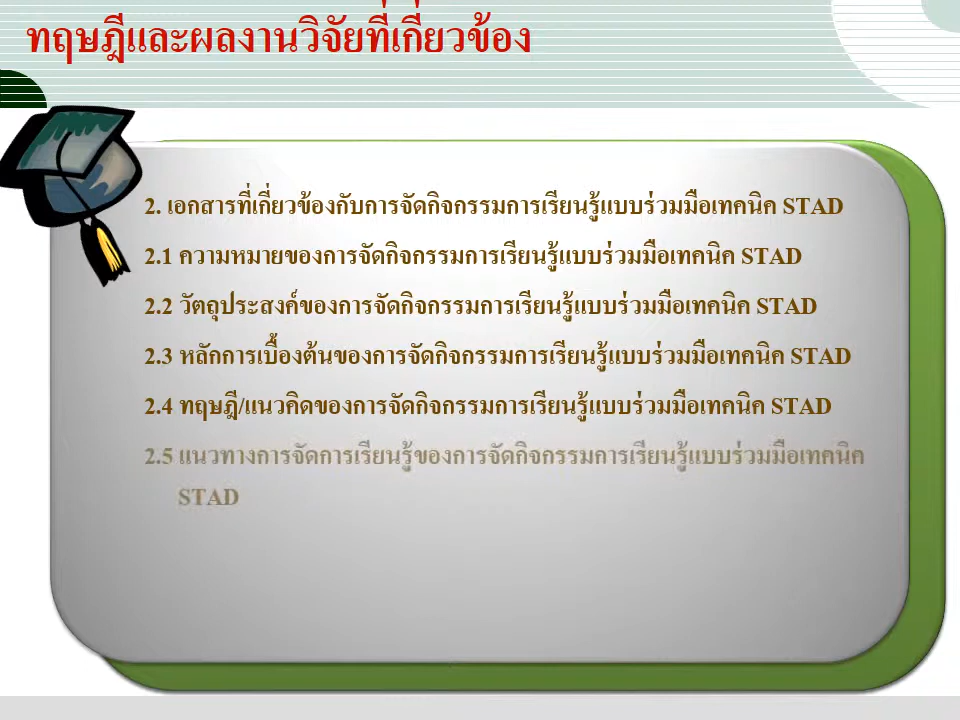 ทฤษฎีและผลงานวิจัยที่เกี่ยวข้อง
2. เอกสารที่เกี่ยวข้องกับการจัดกิจกรรมการเรียนรู้แบบร่วมมือเทคนิค STAD
2.1 ความหมายของการจัดกิจกรรมการเรียนรู้แบบร่วมมือเทคนิค STAD
2.2 วัตถุประสงค์ของการจัดกิจกรรมการเรียนรู้แบบร่วมมือเทคนิค STAD
2.3 หลักการเบื้องต้นของการจัดกิจกรรมการเรียนรู้แบบร่วมมือเทคนิค STAD
2.4 ทฤษฎี/แนวคิดของการจัดกิจกรรมการเรียนรู้แบบร่วมมือเทคนิค STAD
2.5 แนวทางการจัดการเรียนรู้ของการจัดกิจกรรมการเรียนรู้แบบร่วมมือเทคนิค
STAD